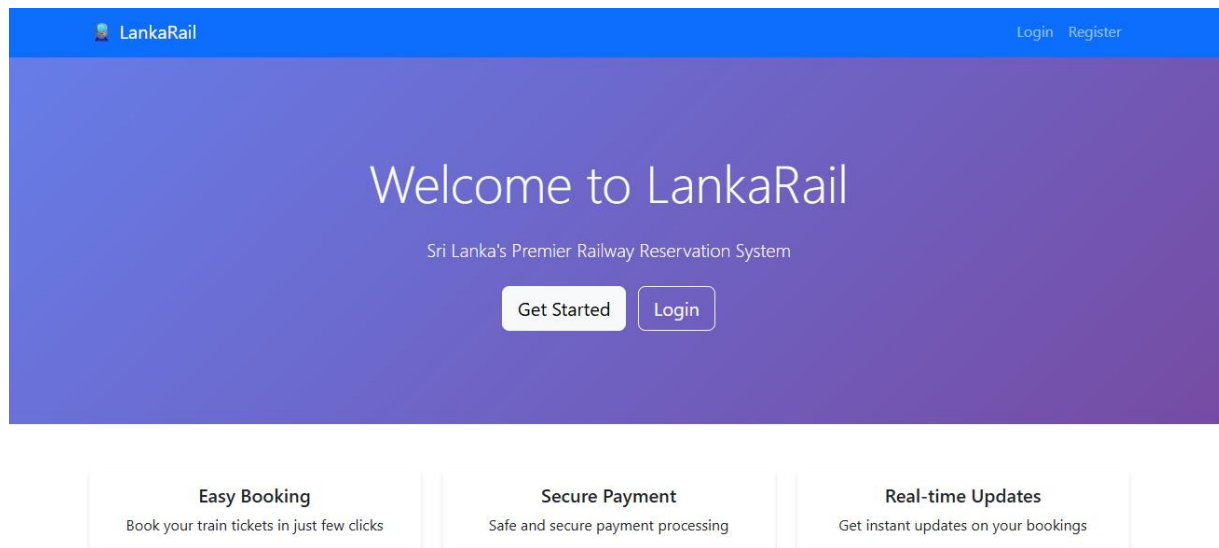 LankaRail
Login Register
Welcome to LankaRail
Sri Lanka's Premier Railway Reservation System
Get Started Login
Easy Booking
Book your train tickets in just few clicks
Secure Payment
Safe and secure payment processing
Real-time Updates
Get instant updates on your bookings